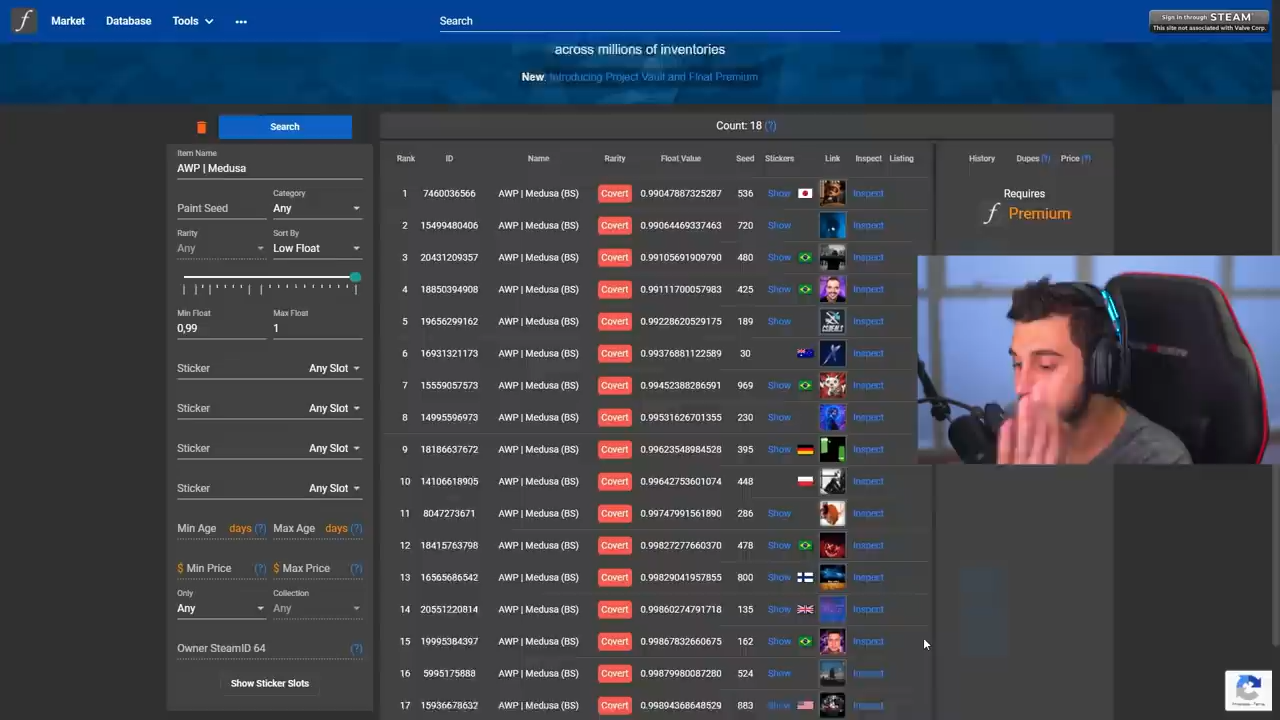 f Market Database Tools ••• Search Sign in through STEAM
This site not associated with Valve Corp.
across millions of inventories
New: Introducing Project Vault and Float Premium
Search Count: 18 (?)
Item Name
AWP | Medusa
Rank ID Name Rarity Float Value Seed Stickers Link Inspect Listing History Dupes (?) Price (?)
Category
Paint Seed Any
Rarity Sort By
Any Low Float
Min Float Max Float
0,99 1
Sticker Any Slot
Sticker Any Slot
Sticker Any Slot
Sticker Any Slot
Min Age days (?) Max Age days (?)
$ Min Price (?) $ Max Price (?)
Only Collection
Any Any
Owner SteamID 64 (?)
Show Sticker Slots
1 7460036566 AWP | Medusa (BS) Covert 0.99047887325287 536 Show Inspect
2 15499480406 AWP | Medusa (BS) Covert 0.99064469337463 720 Show Inspect
3 20431209357 AWP | Medusa (BS) Covert 0.99105691909790 480 Show Inspect
4 18850394908 AWP | Medusa (BS) Covert 0.99111700057983 425 Show Inspect
5 19656299162 AWP | Medusa (BS) Covert 0.99228620529175 189 Show Inspect
6 16931321173 AWP | Medusa (BS) Covert 0.99376881122589 30 Inspect
7 15559057573 AWP | Medusa (BS) Covert 0.99452388286591 969 Show Inspect
8 14995596973 AWP | Medusa (BS) Covert 0.99531626701355 230 Show Inspect
9 18186637672 AWP | Medusa (BS) Covert 0.99623548984528 395 Show Inspect
10 14106618905 AWP | Medusa (BS) Covert 0.99642753601074 448 Inspect
11 8047273671 AWP | Medusa (BS) Covert 0.99747991561890 286 Show Inspect
12 18415763798 AWP | Medusa (BS) Covert 0.99827277660370 478 Show Inspect
13 16565686542 AWP | Medusa (BS) Covert 0.99829041957855 800 Show Inspect
14 20551220814 AWP | Medusa (BS) Covert 0.99860274791718 135 Show Inspect
15 19995384397 AWP | Medusa (BS) Covert 0.99867832660675 162 Show Inspect
16 5995175888 AWP | Medusa (BS) Covert 0.99879980087280 524 Show Inspect
17 15936678632 AWP | Medusa (BS) Covert 0.99894368648529 883 Show Inspect
Requires
f Premium